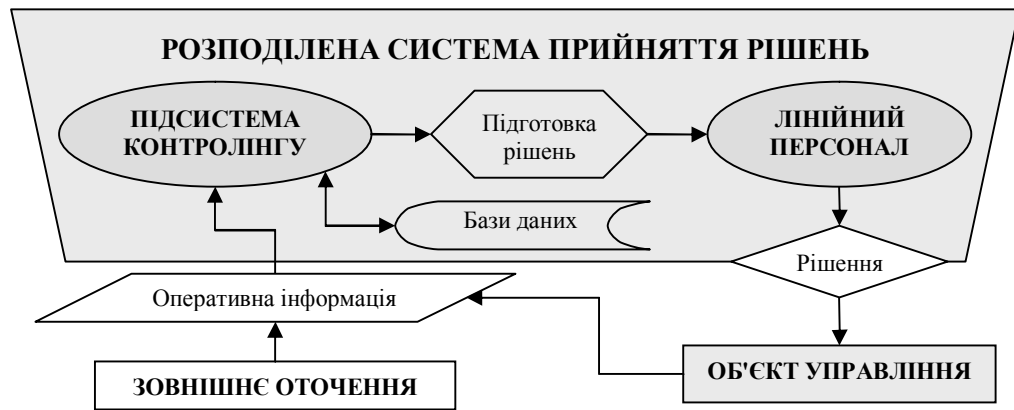 РОЗПОДІЛЕНА СИСТЕМА ПРИЙНЯТТЯ РІШЕНЬ
ПІДСИСТЕМА
КОНТРОЛІНГУ
Підготовка
рішень
ЛІНІЙНИЙ
ПЕРСОНАЛ
Бази даних
Рішення
Оперативна інформація
ЗОВНІШНЄ ОТОЧЕННЯ
ОБ'ЄКТ УПРАВЛІННЯ